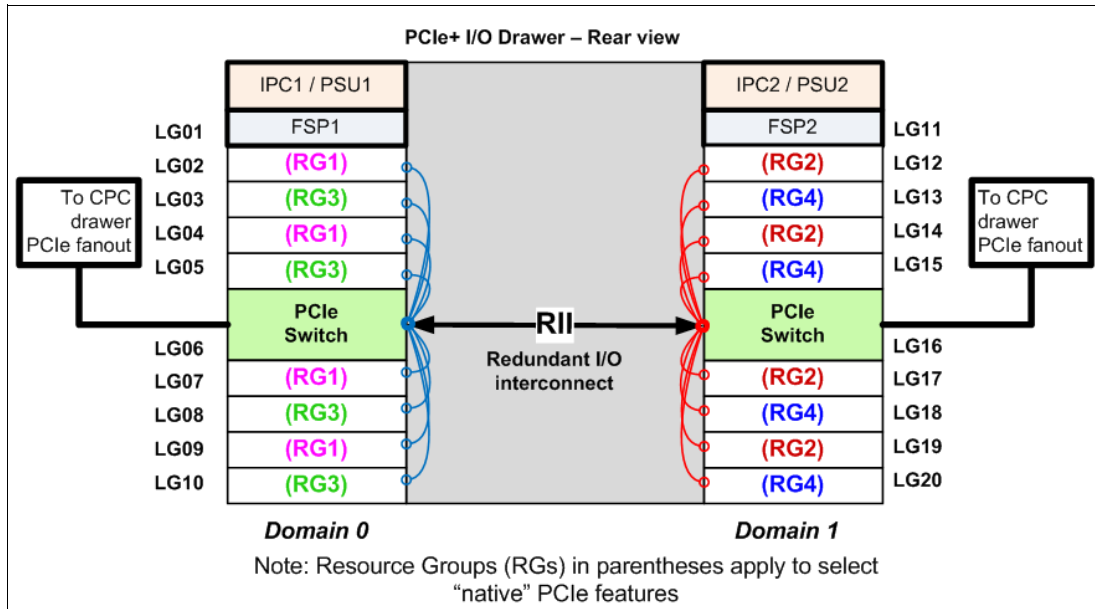 PCIe+ I/O Drawer – Rear view
IPC1 / PSU1
IPC2 / PSU2
LG01
FSP1
FSP2
LG11
LG02
(RG1)
(RG2)
LG12
LG03
(RG3)
(RG4)
LG13
LG04
(RG1)
(RG2)
LG14
LG05
(RG3)
(RG4)
LG15
To CPC
drawer
PCIe fanout
To CPC
drawer
PCIe fanout
PCIe
Switch
RII
Redundant I/O
interconnect
PCIe
Switch
LG06
LG16
LG07
(RG1)
(RG2)
LG17
LG08
(RG3)
(RG4)
LG18
LG09
(RG1)
(RG2)
LG19
LG10
(RG3)
(RG4)
LG20
Domain 0
Domain 1
Note: Resource Groups (RGs) in parentheses apply to select
“native” PCIe features